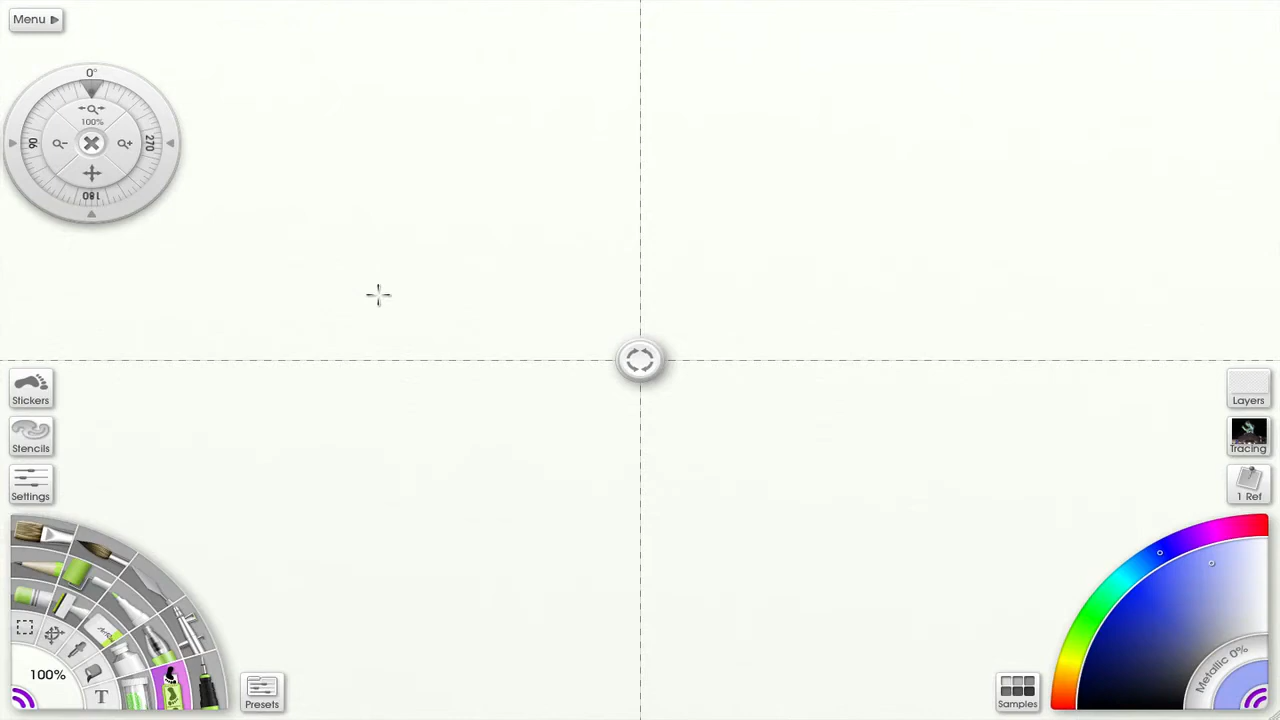 Menu
0°
100%
90
270
180
Stickers
Stencils
Settings
Layers
Tracing
1 Ref
100%
T
Presets
Samples
Metallic 0%